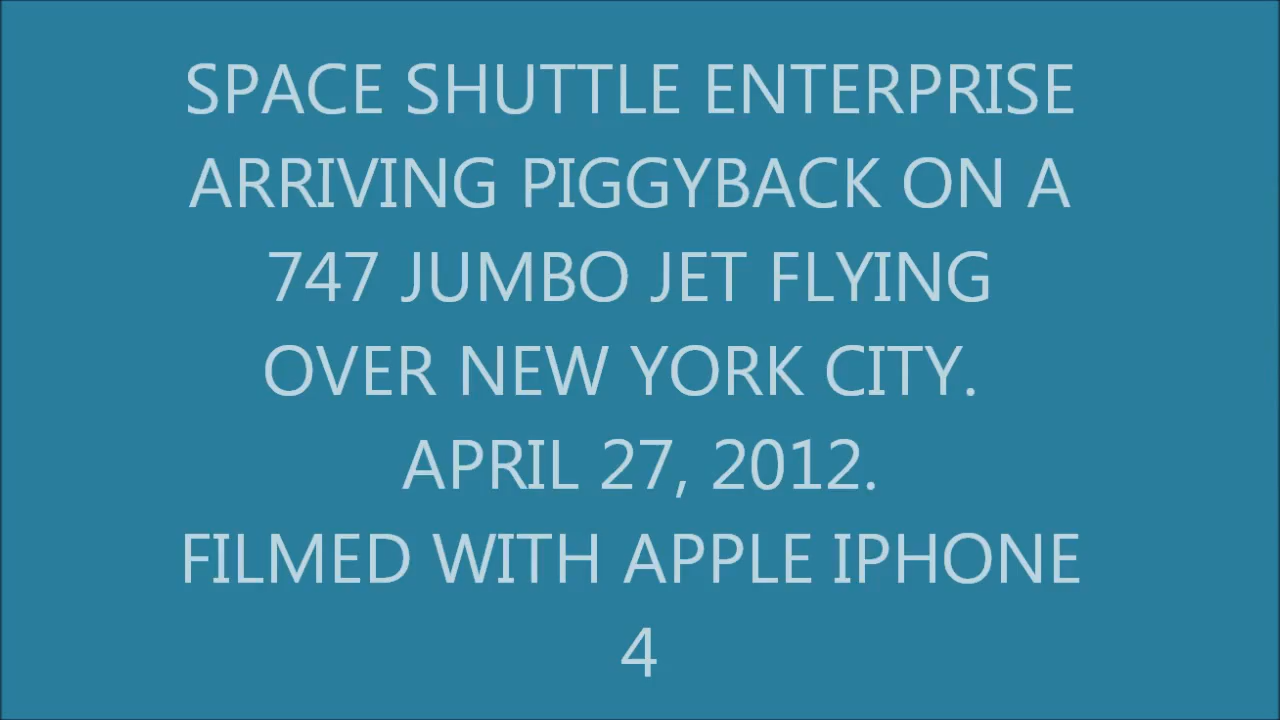 SPACE SHUTTLE ENTERPRISE
ARRIVING PIGGYBACK ON A
747 JUMBO JET FLYING
OVER NEW YORK CITY.
APRIL 27, 2012.
FILMED WITH APPLE IPHONE
4